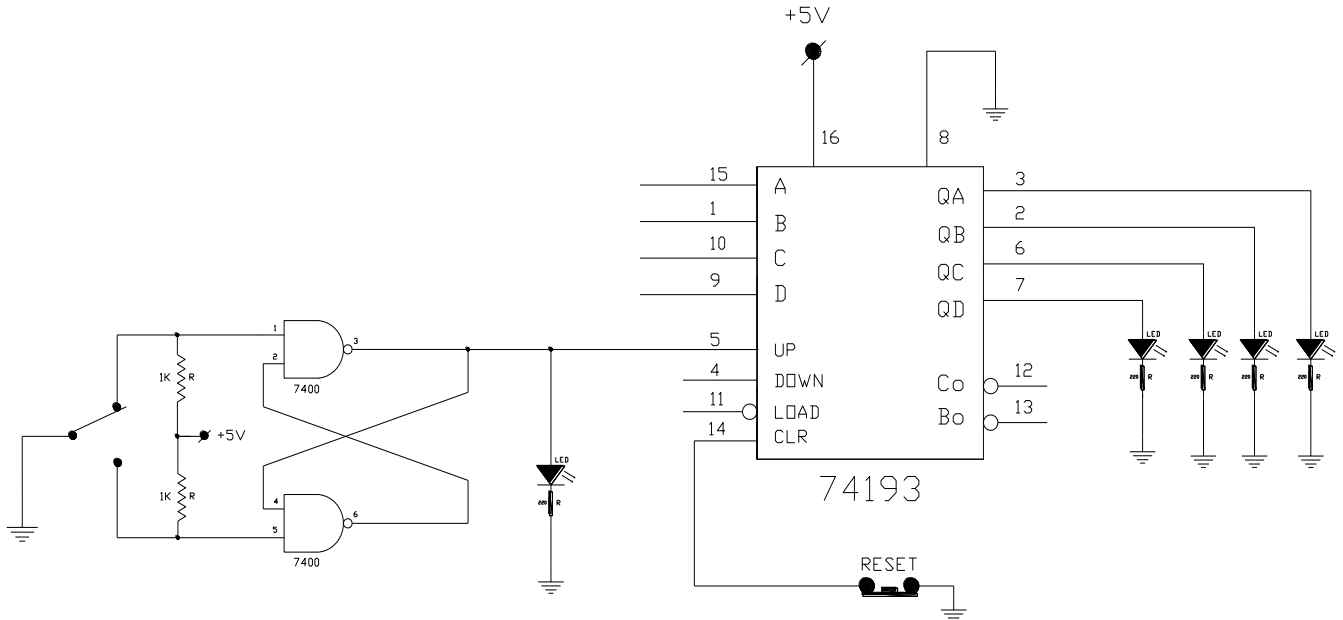 +5V
16
8
15
A
QA
3
1
B
QB
2
10
C
QC
6
9
D
QD
7
5
UP
4
DOWN
Co
12
11
LOAD
Bo
13
14
CLR
74193
RESET
1
2
3
7400
1K
R
+5V
1K
R
4
5
6
7400
LED
220
R
LED
220
R
LED
220
R
LED
220
R
LED
220
R